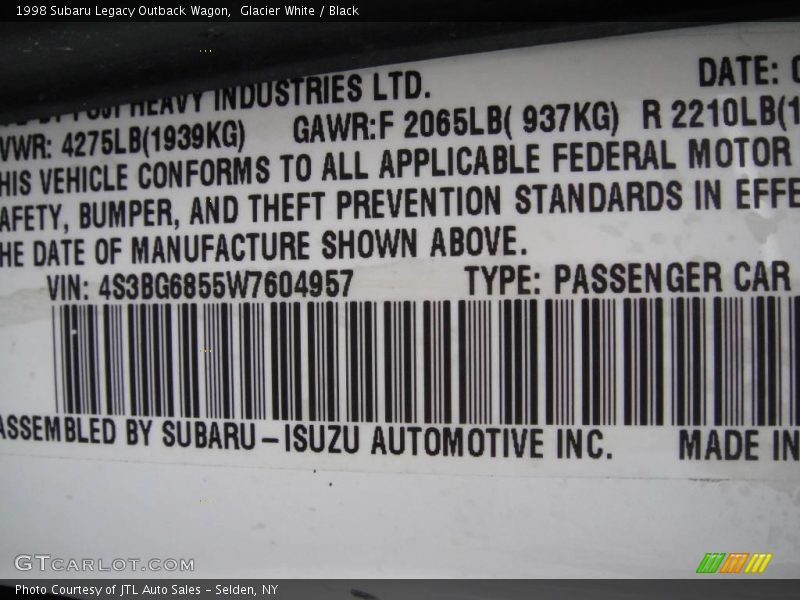 1998 Subaru Legacy Outback Wagon,  Glacier White / Black
FUJI HEAVY INDUSTRIES LTD.
DATE:
VWR: 4275LB(1939KG) GAWR:F 2065LB( 937KG) R 2210LB(1
HIS VEHICLE CONFORMS TO ALL APPLICABLE FEDERAL MOTOR
AFETY, BUMPER, AND THEFT PREVENTION STANDARDS IN EFFE
HE DATE OF MANUFACTURE SHOWN ABOVE.
VIN: 4S3BG6855W7604957 TYPE: PASSENGER CAR
ASSEMBLED BY SUBARU-ISUZU AUTOMOTIVE INC. MADE IN
GTCARLOT.COM
Photo Courtesy of JTL Auto Sales - Selden, NY